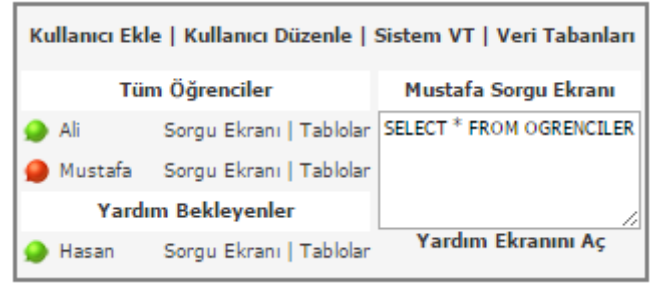 Kullanıcı Ekle | Kullanıcı Düzenle | Sistem VT | Veri Tabanları
Tüm Öğrenciler
Ali Sorgu Ekranı | Tablolar
Mustafa Sorgu Ekranı | Tablolar
Yardım Bekleyenler
Hasan Sorgu Ekranı | Tablolar
Mustafa Sorgu Ekranı
SELECT * FROM OGRENCILER
Yardım Ekranını Aç